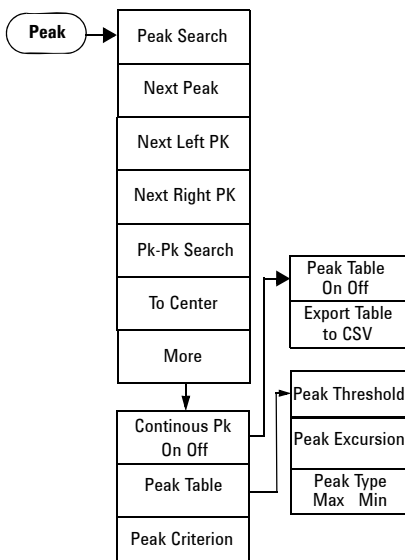 Peak
Peak Search
Next Peak
Next Left PK
Next Right PK
Pk-Pk Search
To Center
More
Continous Pk
On Off
Peak Table
Peak Criterion
Peak Table
On Off
Export Table
to CSV
Peak Threshold
Peak Excursion
Peak Type
Max Min